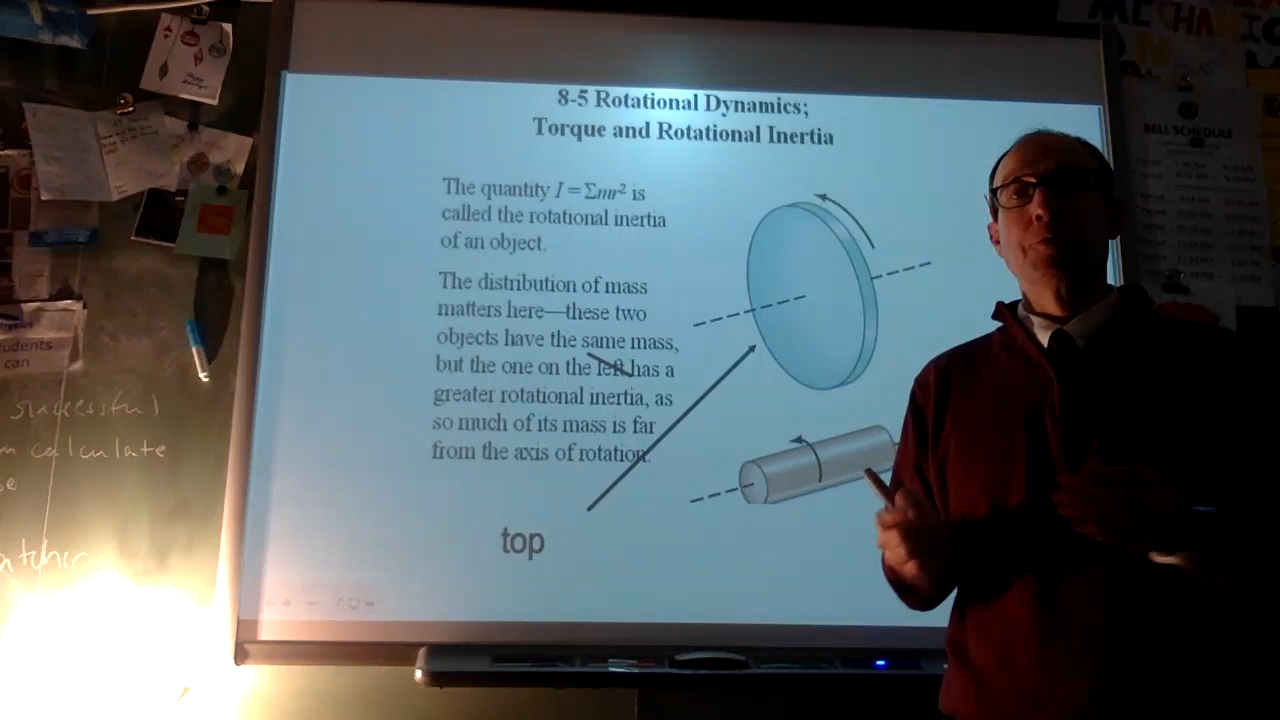 8-5 Rotational Dynamics;
Torque and Rotational Inertia
The quantity I = Σmr² is
called the rotational inertia
of an object.
The distribution of mass
matters here—these two
objects have the same mass,
but the one on the left has a
greater rotational inertia, as
so much of its mass is far
from the axis of rotation.
top
udents
can
successful
m calculate
MECHANIC
BELL SCHEDULE